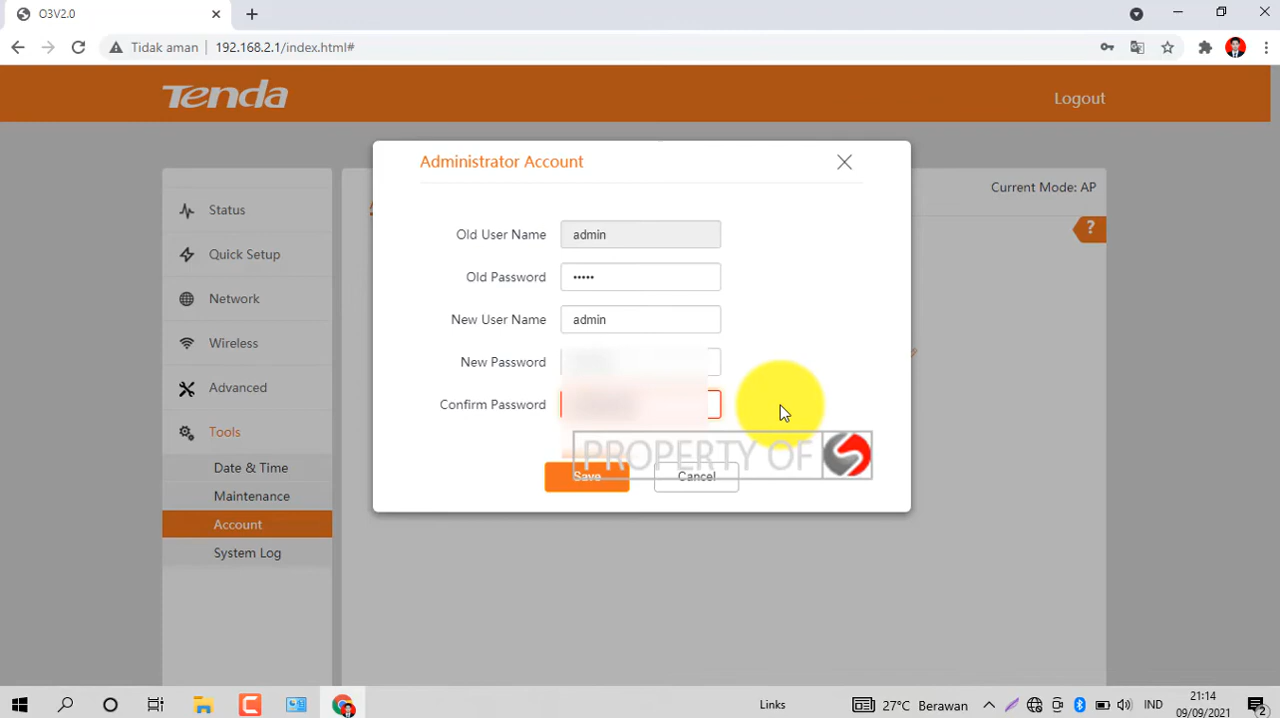 O3V2.0
Tidak aman
192.168.2.1/index.html#
Tenda
Logout
Administrator Account
Current Mode: AP
?
Old User Name
admin
Old Password
•••••
New User Name
admin
New Password
Confirm Password
PROPERTY OF
Save
Cancel
Status
Quick Setup
Network
Wireless
Advanced
Tools
Date & Time
Maintenance
Account
System Log
Links
27°C Berawan
IND
21:14
09/09/2021
2